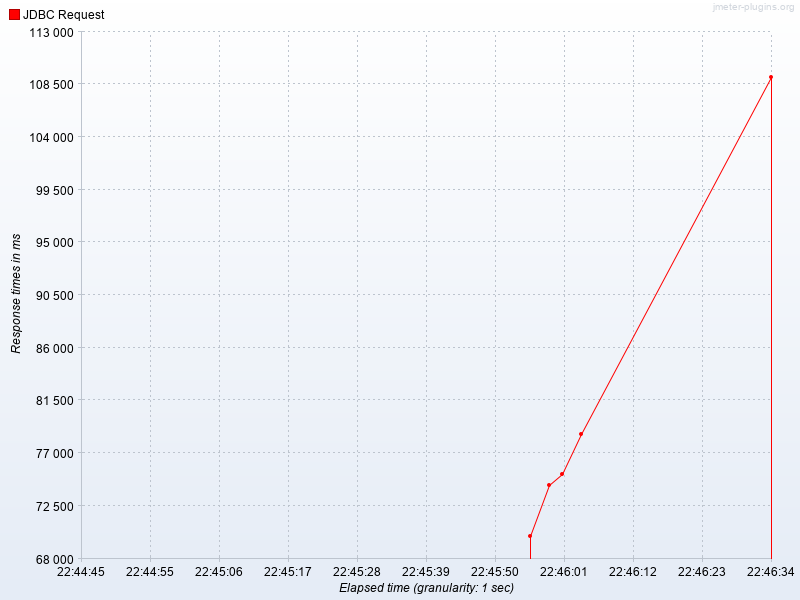 jmeter-plugins.org
JDBC Request
113 000
108 500
104 000
99 500
95 000
90 500
86 000
81 500
77 000
72 500
68 000
Response times in ms
22:44:45 22:44:55 22:45:06 22:45:17 22:45:28 22:45:39 22:45:50 22:46:01 22:46:12 22:46:23 22:46:34
Elapsed time (granularity: 1 sec)